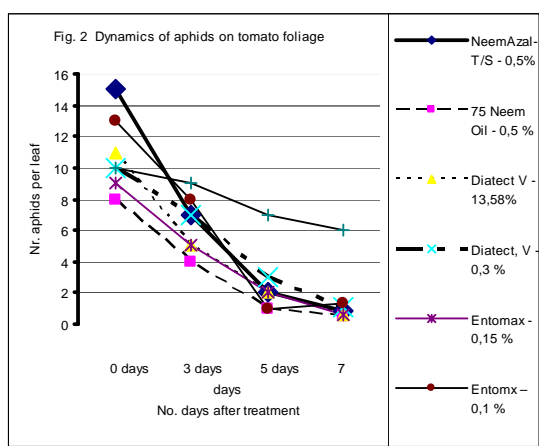 Fig. 2 Dynamics of aphids on tomato foliage
16
14
12
10
8
6
4
2
0
Nr. aphids per leaf
0 days
3 days
5 days
7
days
No. days after treatment
NeemAzal-
T/S - 0,5%
75 Neem
Oil - 0,5 %
Diatect V -
13,58%
Diatect, V -
0,3 %
Entomax -
0,15 %
Entomx –
0,1 %